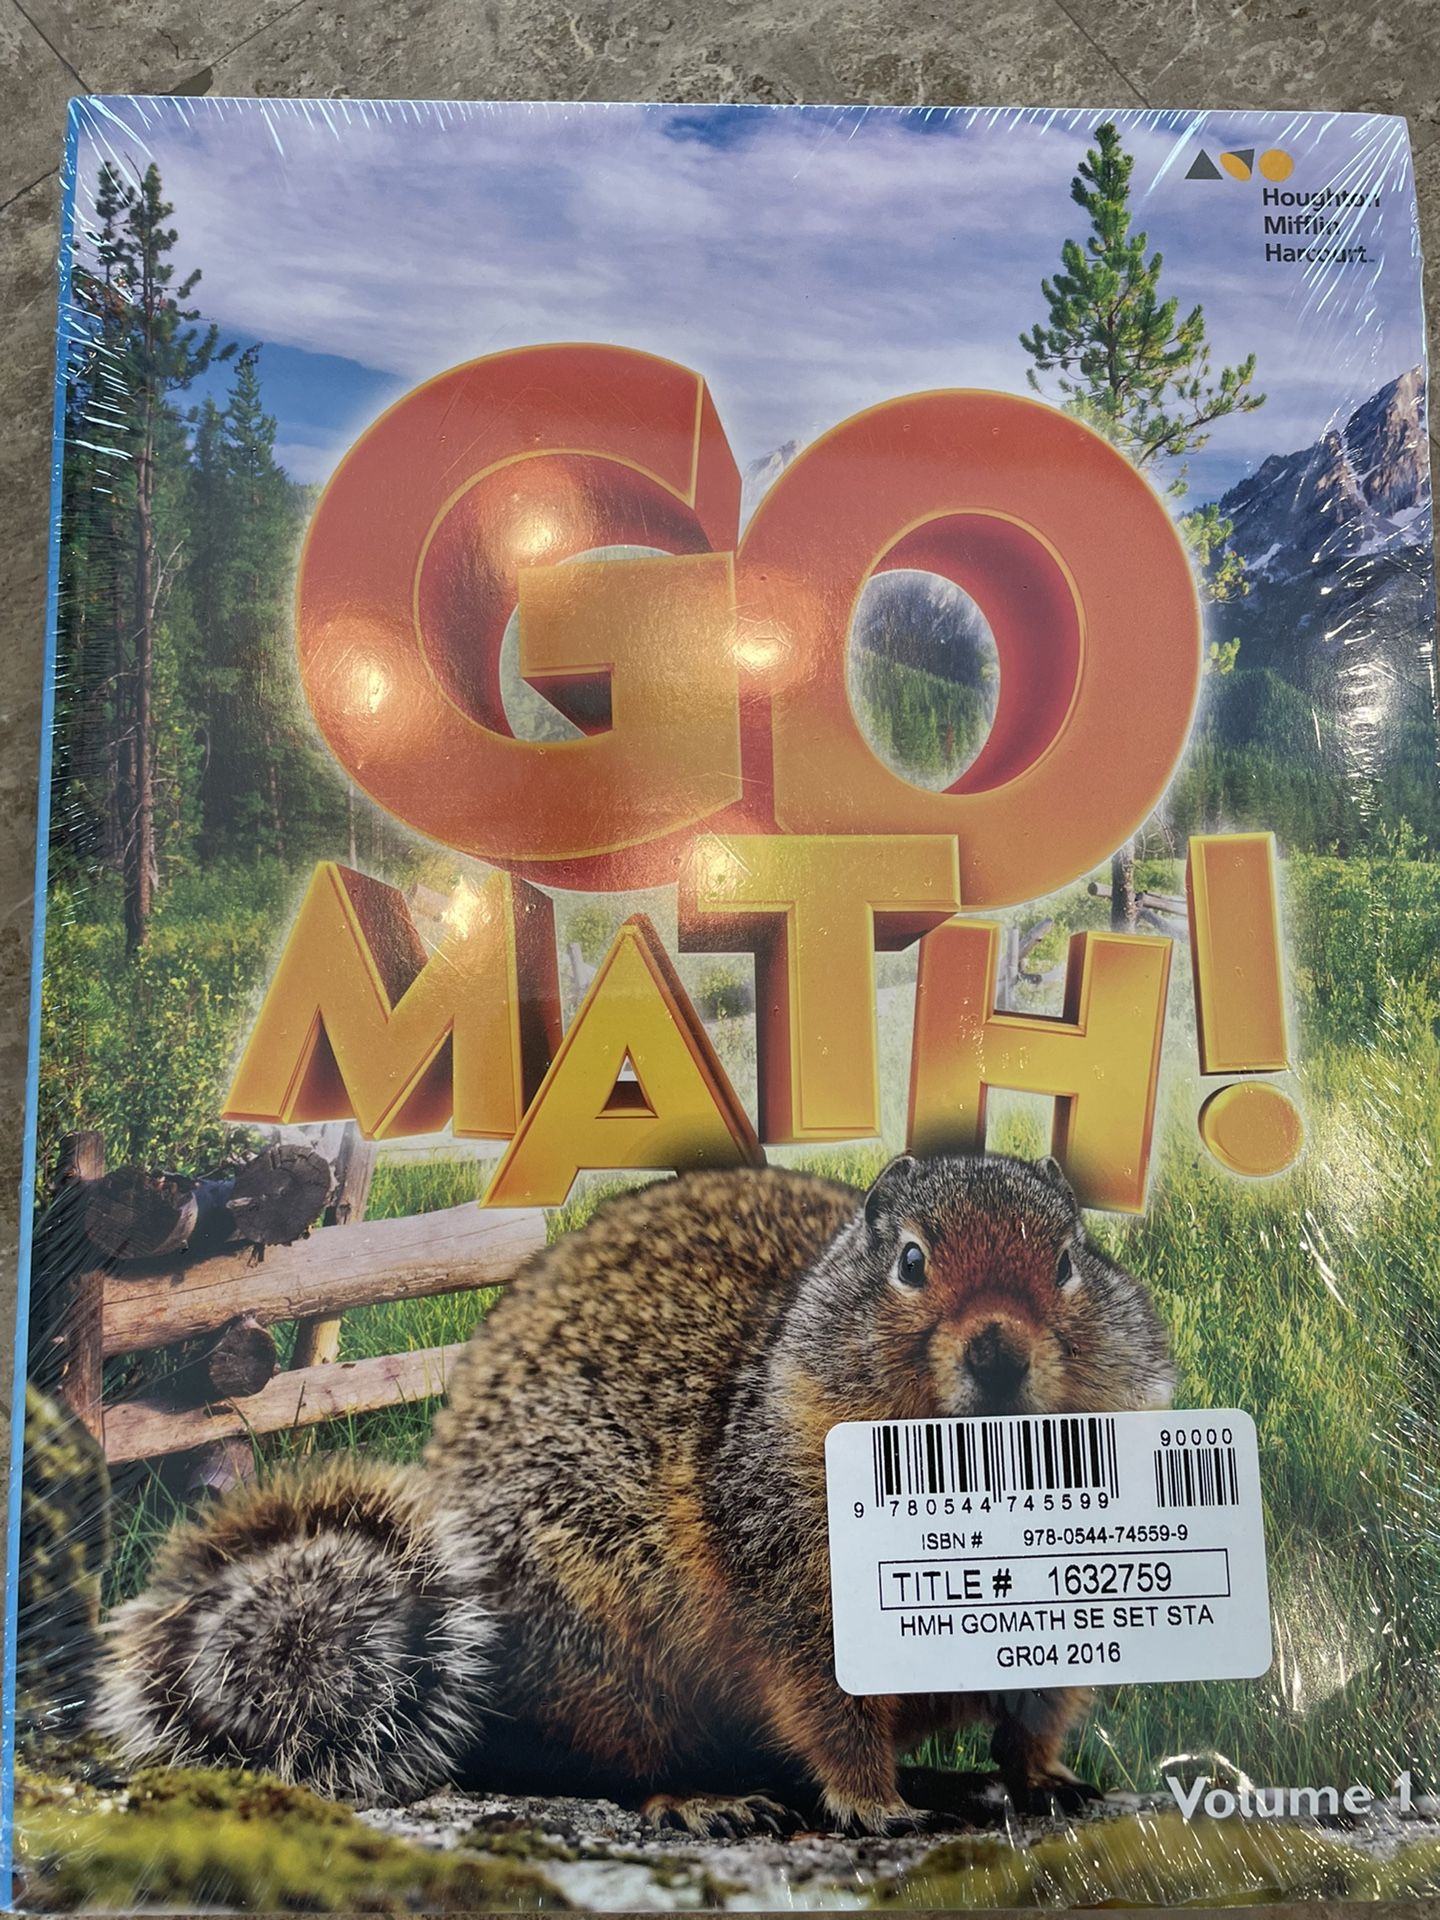 Houghton
Mifflin
Harcourt™
GO
MATH!
90000
9 780544 745599
ISBN # 978-0544-74559-9
TITLE # 1632759
HMH GOMATH SE SET STA
GR04 2016
Volume 1